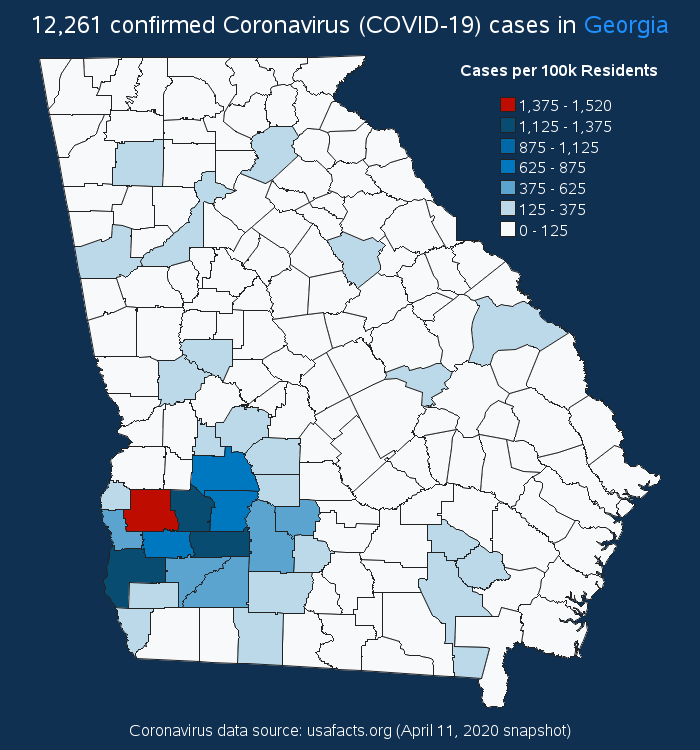 12,261 confirmed Coronavirus (COVID-19) cases in Georgia
Cases per 100k Residents
1,375 - 1,520
1,125 - 1,375
875 - 1,125
625 - 875
375 - 625
125 - 375
0 - 125
Coronavirus data source: usafacts.org (April 11, 2020 snapshot)